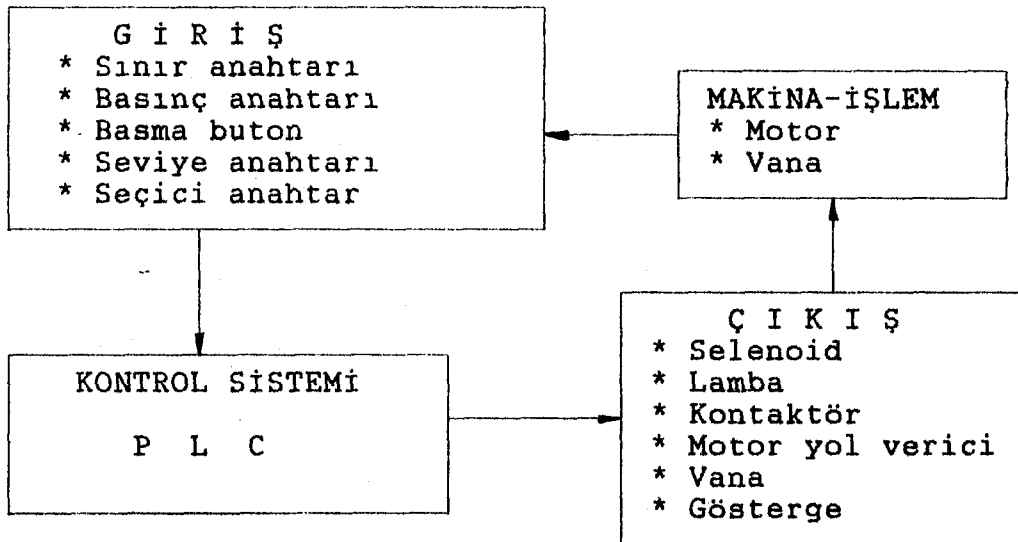 G İ R İ Ş
* Sınır anahtarı
* Basınç anahtarı
* Basma buton
* Seviye anahtarı
* Seçici anahtar
MAKİNA-İŞLEM
* Motor
* Vana
KONTROL SİSTEMİ
P L C
Ç I K I Ş
* Selenoid
* Lamba
* Kontaktör
* Motor yol verici
* Vana
* Gösterge